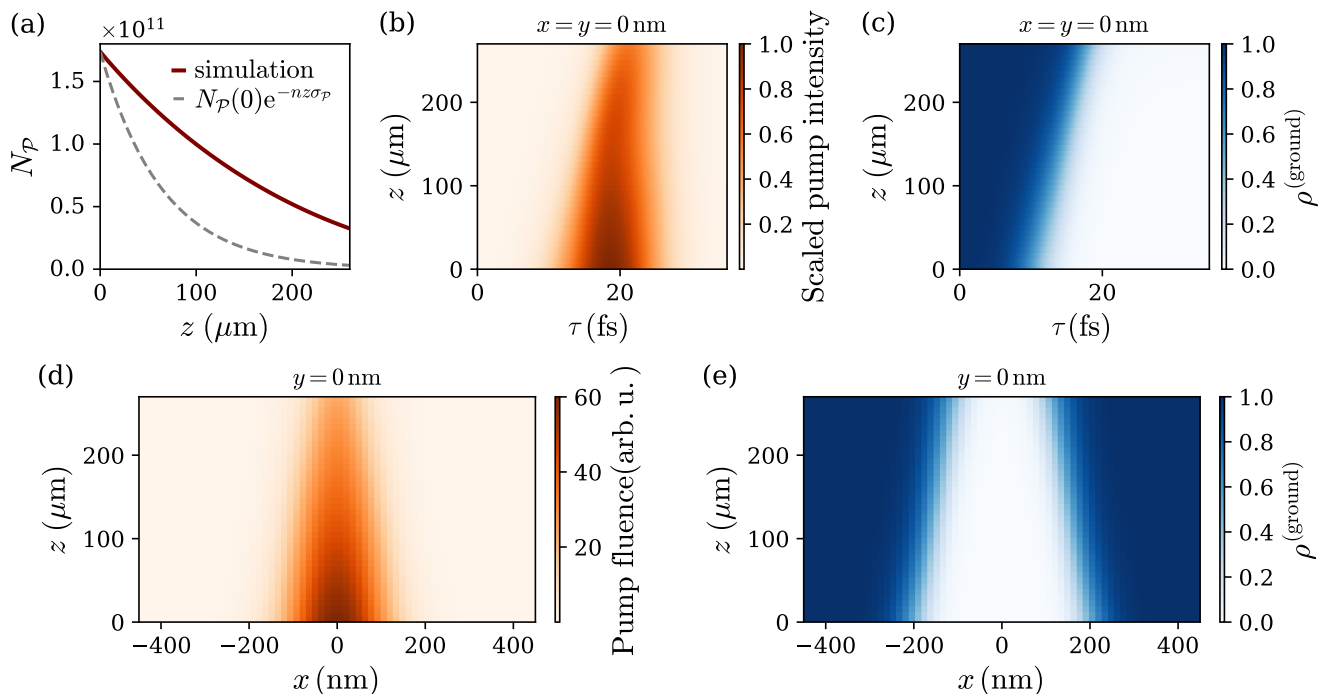 (a)
×10¹¹
1.5
1.0
0.5
0.0
N_𝒫
0
100
200
z (μm)
simulation
N_𝒫(0)e^{−nzσ_𝒫}
(b)
x = y = 0 nm
200
100
0
z (μm)
0
20
τ (fs)
1.0
0.8
0.6
0.4
0.2
Scaled pump intensity
(c)
x = y = 0 nm
200
100
0
z (μm)
0
20
τ (fs)
1.0
0.8
0.6
0.4
0.2
0.0
ρ^{(ground)}
(d)
y = 0 nm
200
100
0
z (μm)
−400
−200
0
200
400
x (nm)
60
40
20
Pump fluence(arb. u.)
(e)
y = 0 nm
200
100
0
z (μm)
−400
−200
0
200
400
x (nm)
1.0
0.8
0.6
0.4
0.2
0.0
ρ^{(ground)}